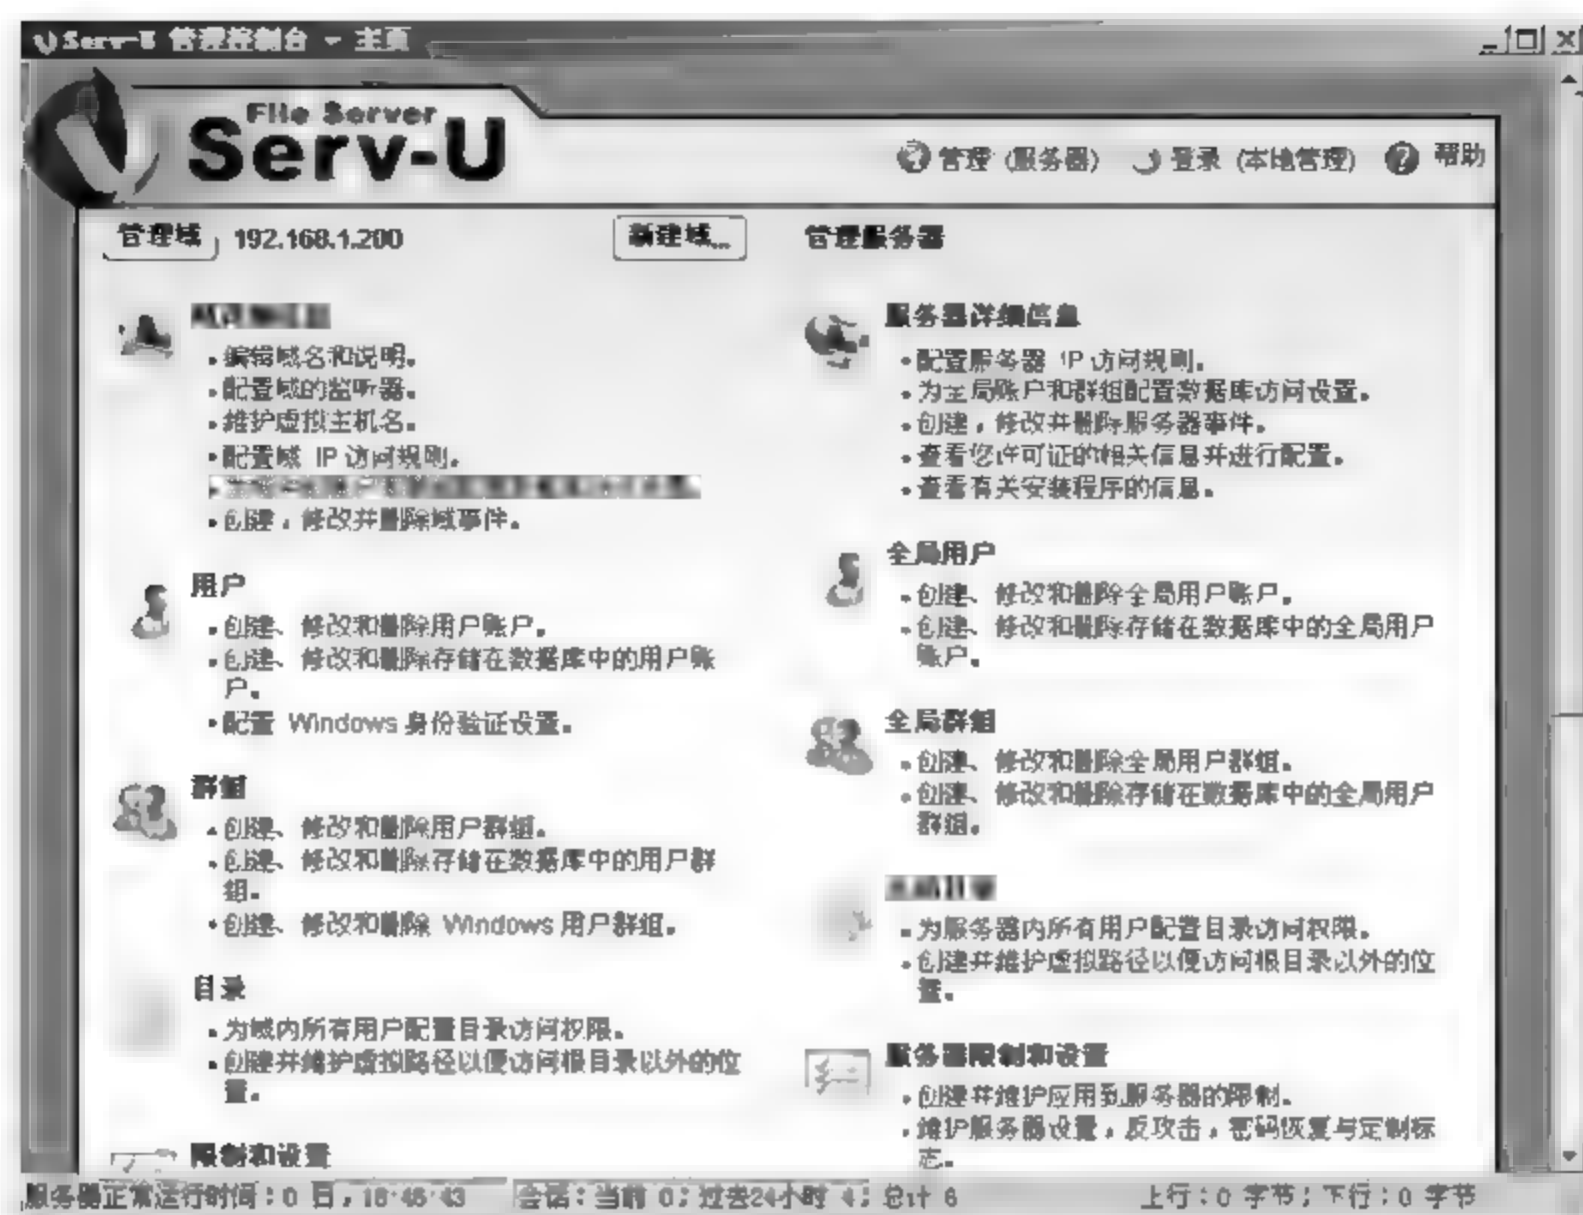 Serv-U 管理控制台 - 主页
File Server
Serv-U
管理 (服务器) 登录 (本地管理) 帮助
管理域 192.168.1.200 新建域...
编辑域名和说明。
配置域的监听器。
维护虚拟主机名。
配置域 IP 访问规则。
创建，修改并删除域事件。
用户
创建、修改和删除用户账户。
创建、修改和删除存储在数据库中的用户账
户。
配置 Windows 身份验证设置。
群组
创建、修改和删除用户群组。
创建、修改和删除存储在数据库中的用户群
组。
创建、修改和删除 Windows 用户群组。
目录
为域内所有用户配置目录访问权限。
创建并维护虚拟路径以便访问根目录以外的位
置。
限制和设置
管理服务器
服务器详细信息
配置服务器 IP 访问规则。
为全局账户和群组配置数据库访问设置。
创建，修改并删除服务器事件。
查看您许可证的相关信息并进行配置。
查看有关安装程序的信息。
全局用户
创建、修改和删除全局用户账户。
创建、修改和删除存储在数据库中的全局用户
账户。
全局群组
创建、修改和删除全局用户群组。
创建、修改和删除存储在数据库中的全局用户
群组。
为服务器内所有用户配置目录访问权限。
创建并维护虚拟路径以便访问根目录以外的位
置。
服务器限制和设置
创建并维护应用到服务器的限制。
维护服务器设置，反攻击，密码恢复与定制标
志。
服务器正常运行时间：0 日，16:46:43 会话：当前 0；过去24小时 4；总计 6 上行：0 字节；下行：0 字节